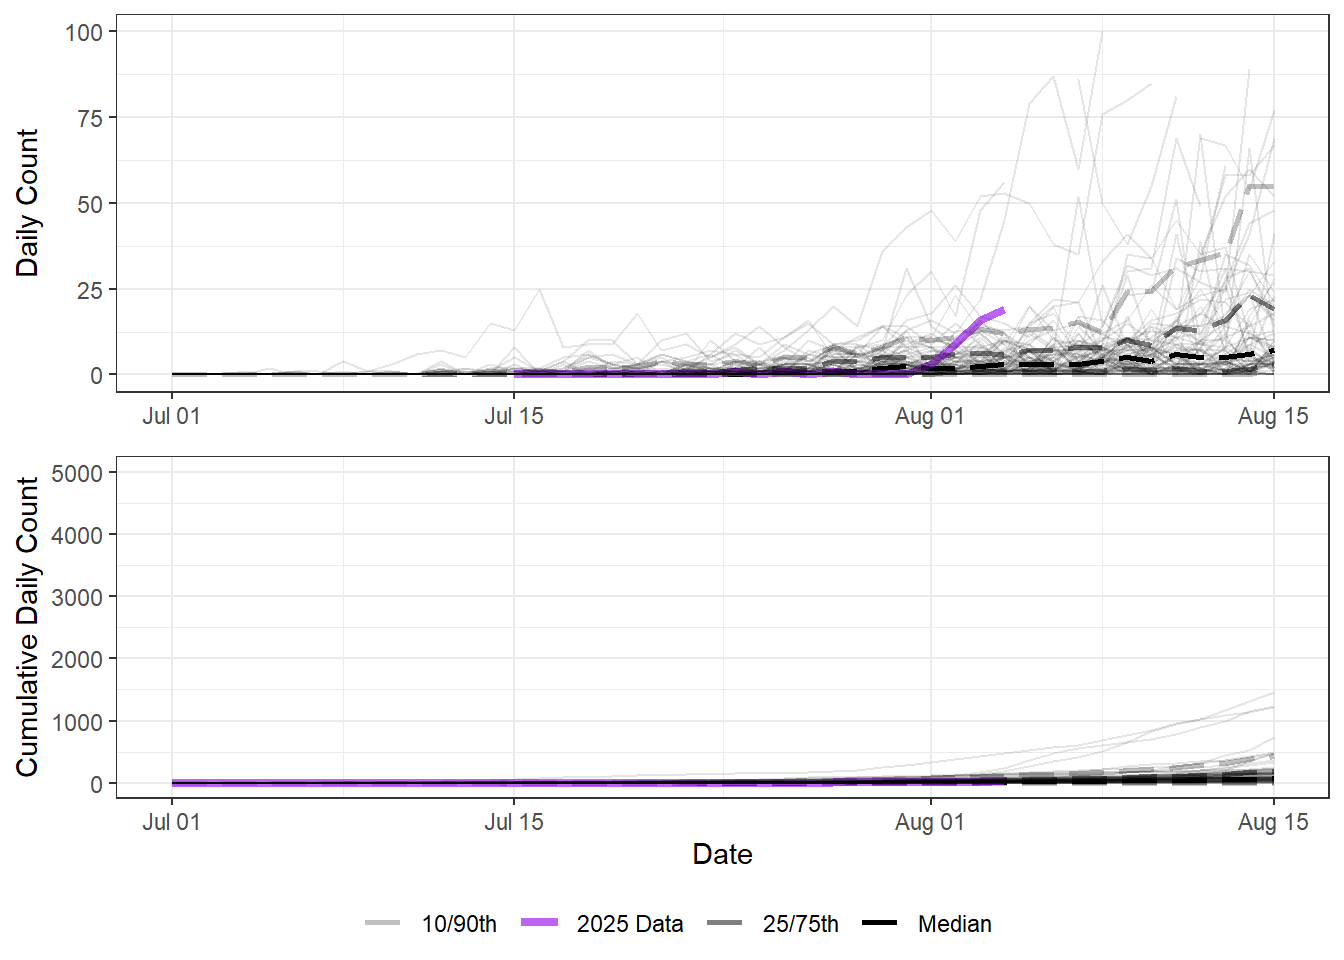 Daily Count
100
75
50
25
0
Jul 01
Jul 15
Aug 01
Aug 15
Cumulative Daily Count
5000
4000
3000
2000
1000
0
Jul 01
Jul 15
Aug 01
Aug 15
Date
10/90th
2025 Data
25/75th
Median